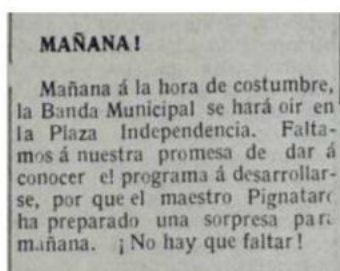 MAÑANA!
Mañana á la hora de costumbre,
la Banda Municipal se hará oir en
la Plaza Independencia. Falta-
mos á nuestra promesa de dar á
conocer el programa á desarrollar-
se, por que el maestro Pignataro
ha preparado una sorpresa para
mañana. ¡No hay que faltar!